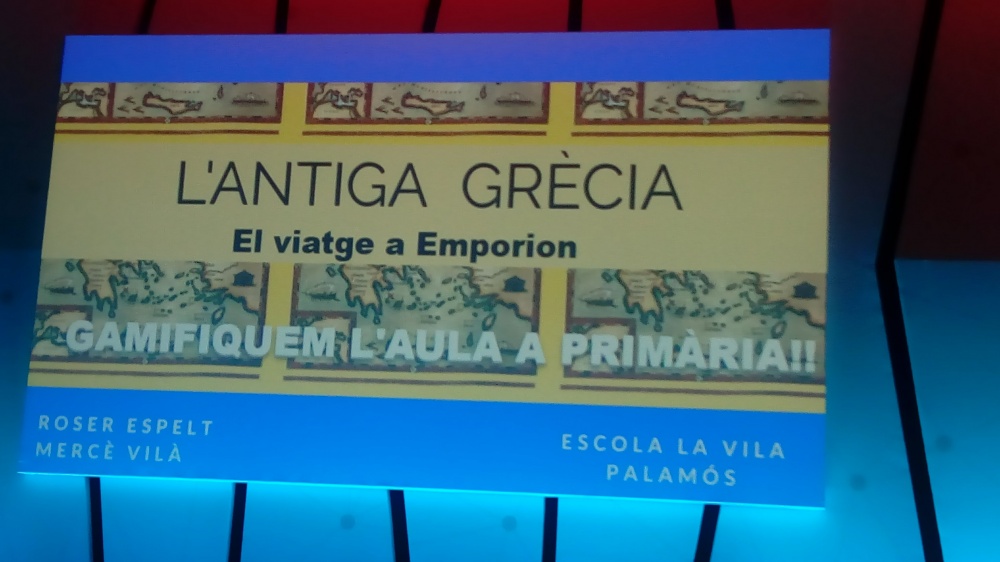 L'ANTIGA GRÈCIA
El viatge a Emporion
GAMIFIQUEM L'AULA A PRIMÀRIA!!
ROSER ESPELT
MERCÈ VILÀ
ESCOLA LA VILA
PALAMÓS